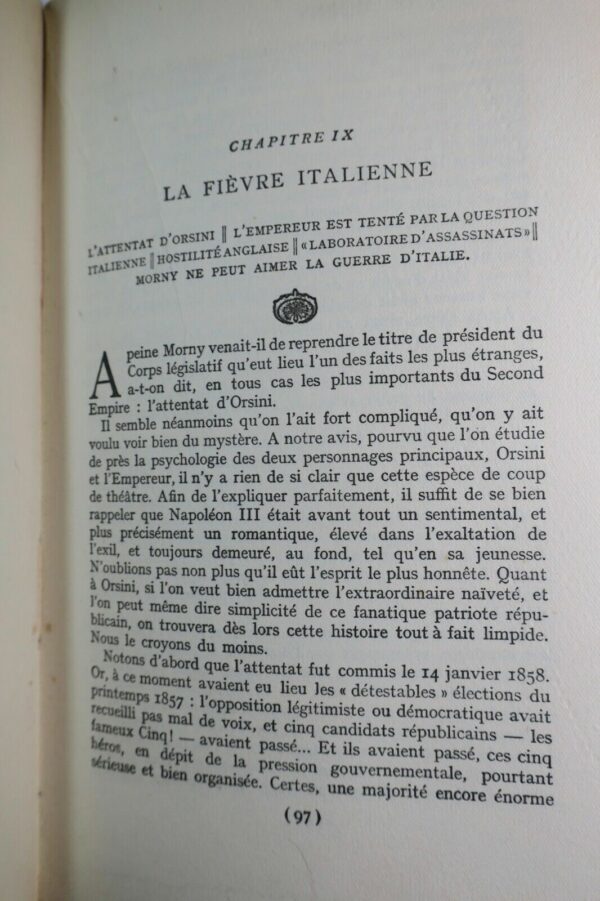 CHAPITRE IX
LA FIÈVRE ITALIENNE
L'ATTENTAT D'ORSINI || L'EMPEREUR EST TENTÉ PAR LA QUESTION
ITALIENNE || HOSTILITÉ ANGLAISE || «LABORATOIRE D'ASSASSINATS» ||
MORNY NE PEUT AIMER LA GUERRE D'ITALIE.
A peine Morny venait-il de reprendre le titre de président du
Corps législatif qu'eut lieu l'un des faits les plus étranges,
a-t-on dit, en tous cas les plus importants du Second
Empire : l'attentat d'Orsini.
Il semble néanmoins qu'on l'ait fort compliqué, qu'on y ait
voulu voir bien du mystère. A notre avis, pourvu que l'on étudie
de près la psychologie des deux personnages principaux, Orsini
et l'Empereur, il n'y a rien de si clair que cette espèce de coup
de théâtre. Afin de l'expliquer parfaitement, il suffit de se bien
rappeler que Napoléon III était avant tout un sentimental, et
plus précisément un romantique, élevé dans l'exaltation de
l'exil, et toujours demeuré, au fond, tel qu'en sa jeunesse.
N'oublions pas non plus qu'il eût l'esprit le plus honnête. Quant
à Orsini, si l'on veut bien admettre l'extraordinaire naïveté, et
l'on peut même dire simplicité de ce fanatique patriote répu-
blicain, on trouvera dès lors cette histoire tout à fait limpide.
Nous le croyons du moins.
Notons d'abord que l'attentat fut commis le 14 janvier 1858.
Or, à ce moment avaient eu lieu les « détestables » élections du
printemps 1857 : l'opposition légitimiste ou démocratique avait
recueilli pas mal de voix, et cinq candidats républicains — les
fameux Cinq! — avaient passé... Et ils avaient passé, ces cinq
héros, en dépit de la pression gouvernementale, pourtant
sérieuse et bien organisée. Certes, une majorité encore énorme
(97)